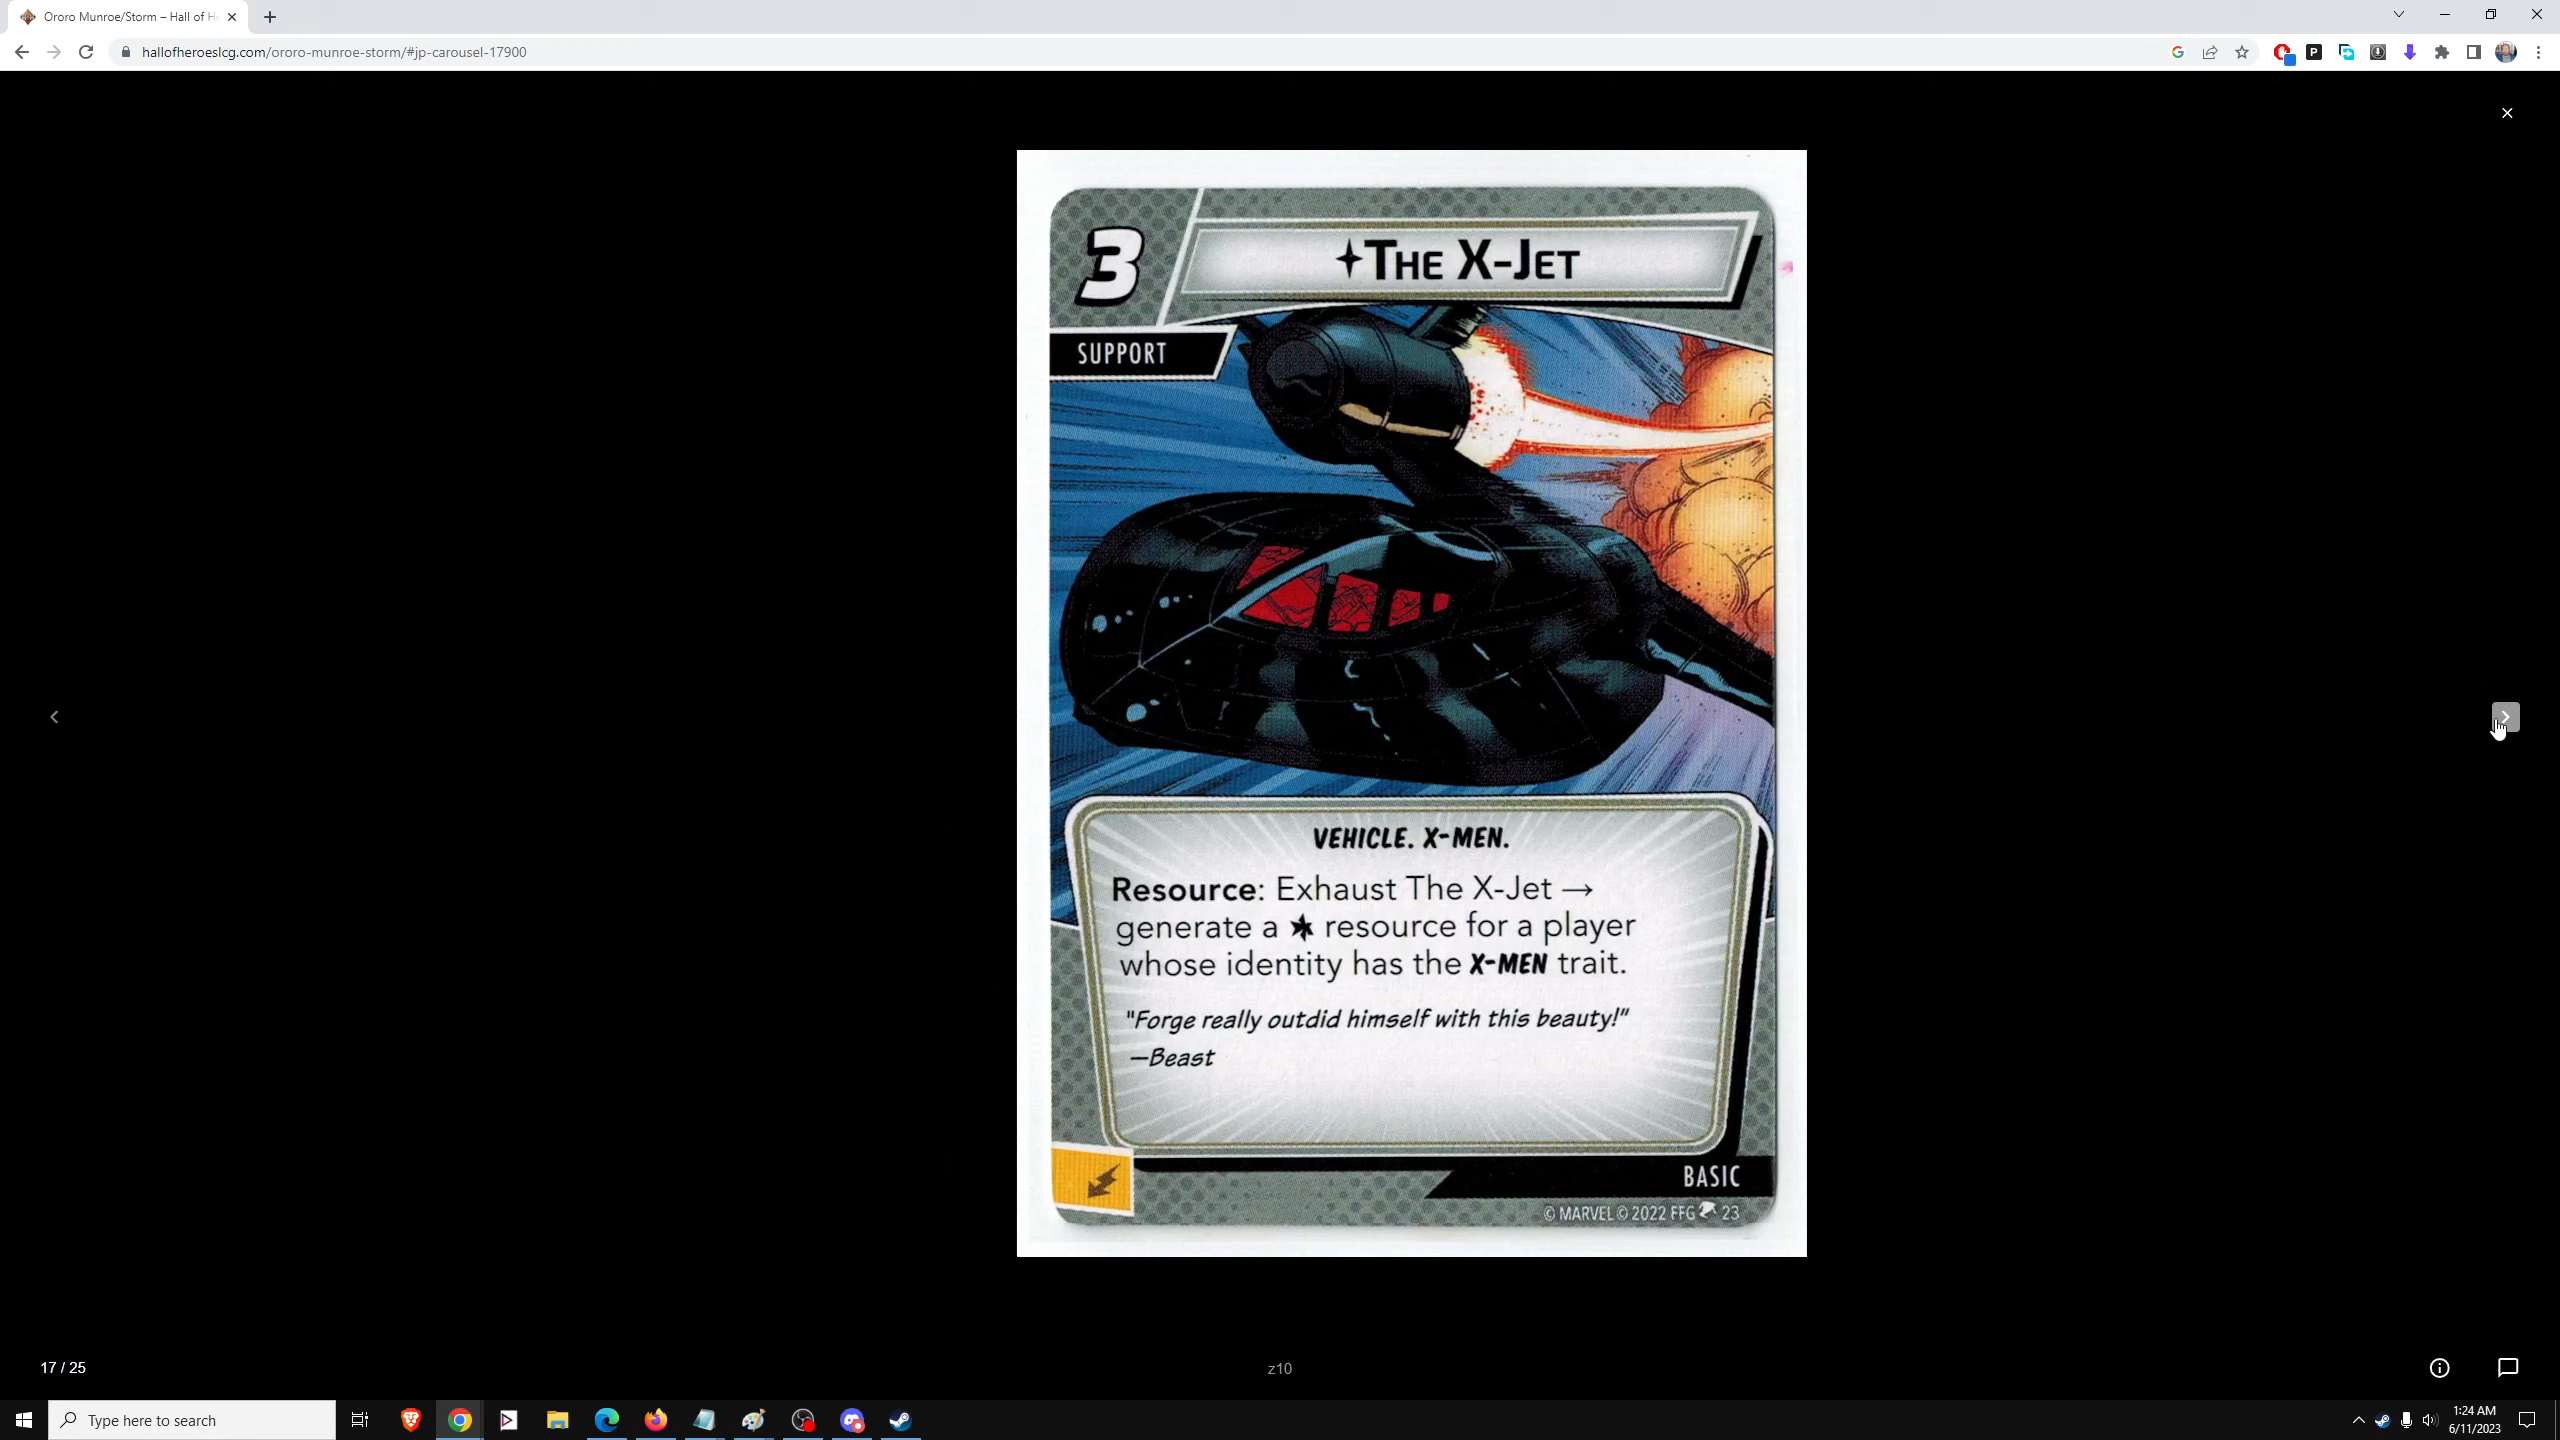 Ororo Munroe/Storm – Hall of H
hallofheroeslcg.com/ororo-munroe-storm/#jp-carousel-17900
3
THE X-JET
SUPPORT
VEHICLE. X-MEN.
Resource: Exhaust The X-Jet →
generate a resource for a player
whose identity has the X-MEN trait.
"Forge really outdid himself with this beauty!"
—Beast
BASIC
© MARVEL © 2022 FFG 23
17 / 25
z10
Type here to search
1:24 AM
6/11/2023